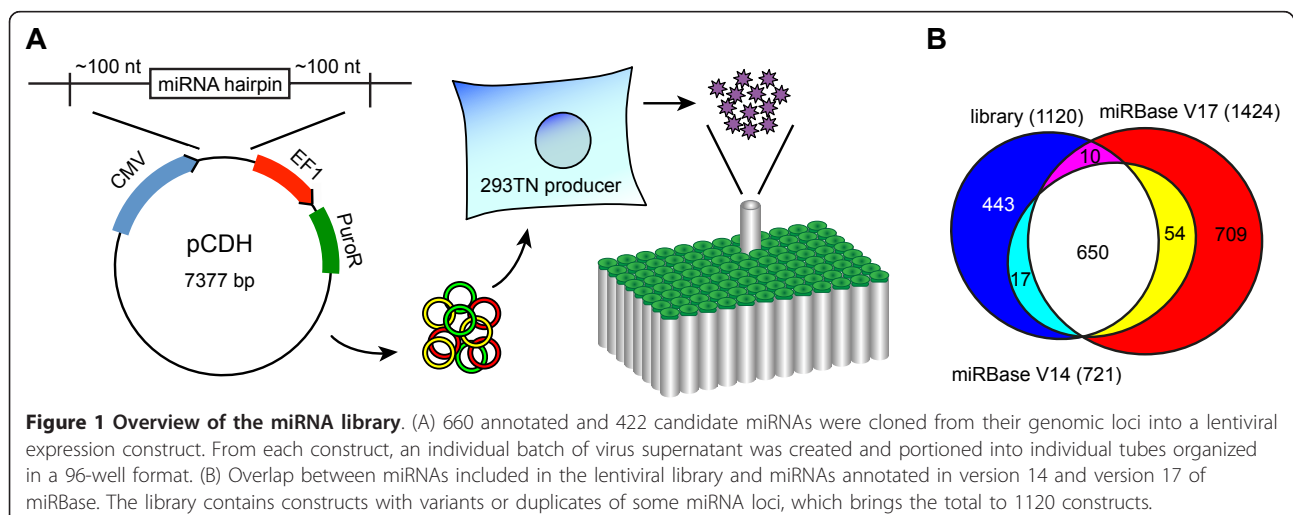 A
~100 nt
~100 nt
miRNA hairpin
CMV
EF1
PuroR
pCDH
7377 bp
293TN producer
B
library (1120)
miRBase V17 (1424)
10
443
54
709
650
17
miRBase V14 (721)
Figure 1 Overview of the miRNA library. (A) 660 annotated and 422 candidate miRNAs were cloned from their genomic loci into a lentiviral
expression construct. From each construct, an individual batch of virus supernatant was created and portioned into individual tubes organized
in a 96-well format. (B) Overlap between miRNAs included in the lentiviral library and miRNAs annotated in version 14 and version 17 of
miRBase. The library contains constructs with variants or duplicates of some miRNA loci, which brings the total to 1120 constructs.